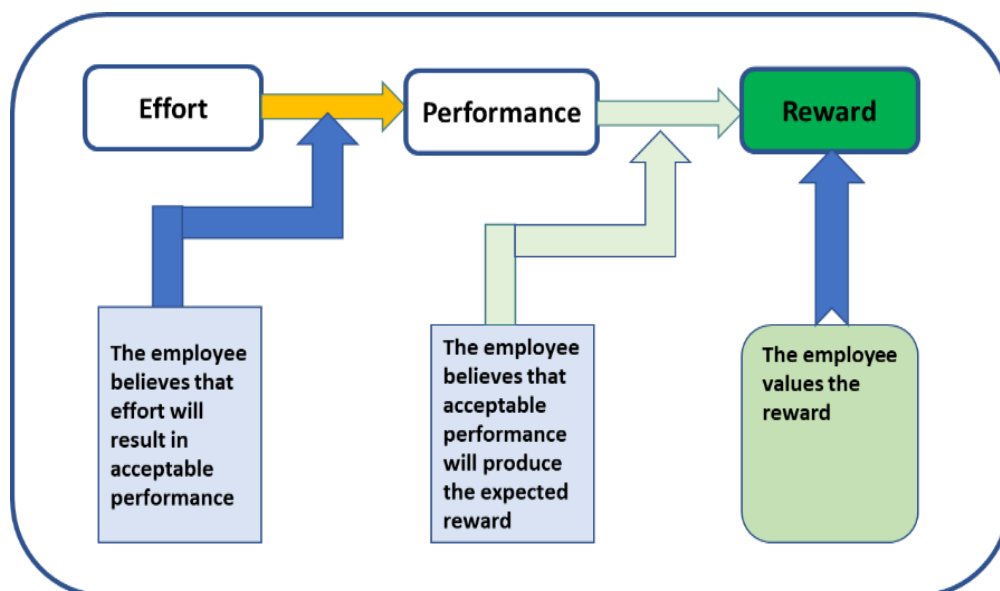 Effort
Performance
Reward
The employee
believes that
effort will
result in
acceptable
performance
The employee
believes that
acceptable
performance
will produce
the expected
reward
The employee
values the
reward